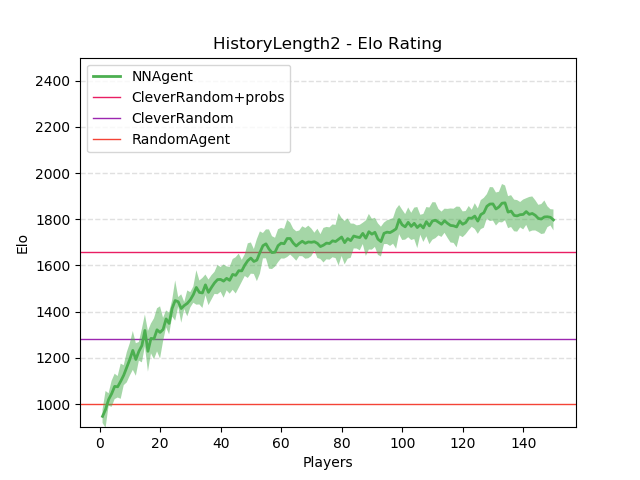 HistoryLength2 - Elo Rating
NNAgent
CleverRandom+probs
CleverRandom
RandomAgent
2400
2200
2000
1800
1600
1400
1200
1000
Elo
0 20 40 60 80 100 120 140
Players